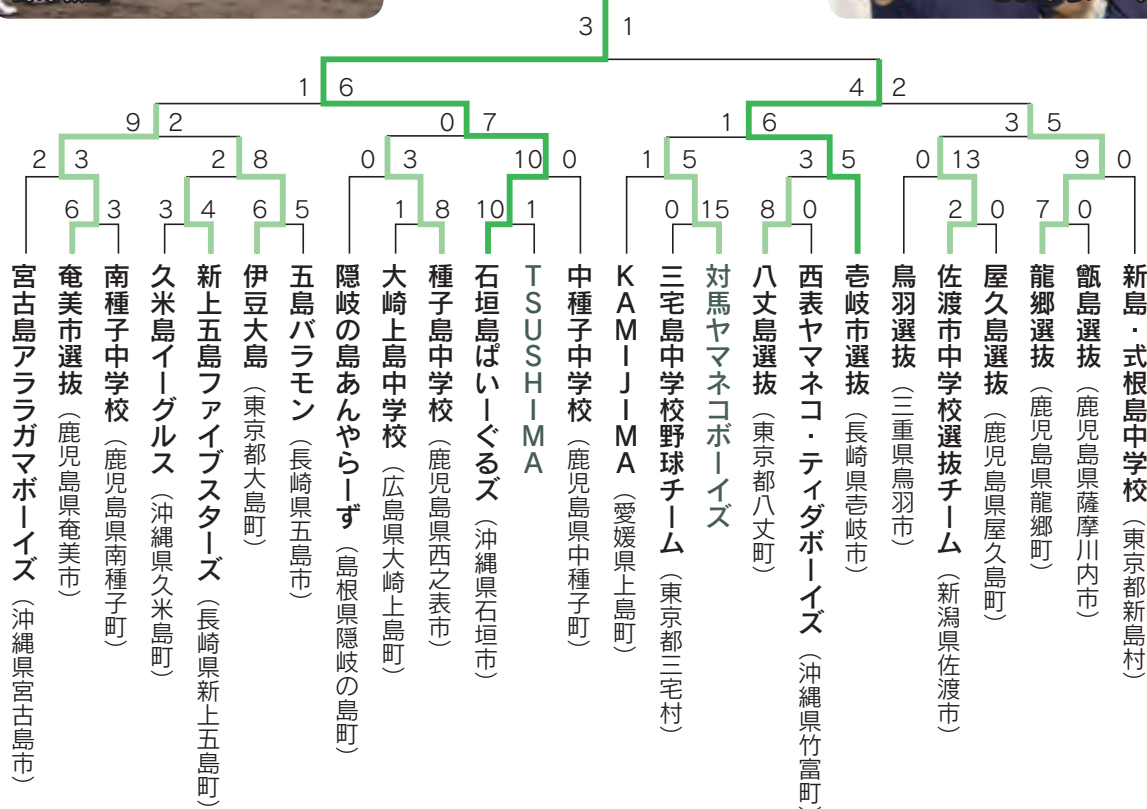 3 1
1 6 4 2
9 2 0 7 1 6 3 5
2 3 2 8 0 3 10 0 1 5 3 5 0 13 9 0
6 3 3 4 6 5 1 8 10 1 0 15 8 0 2 0 7 0
宮古島アララガマボーイズ（沖縄県宮古島市）
奄美市選抜（鹿児島県奄美市）
南種子中学校（鹿児島県南種子町）
久米島イーグルス（沖縄県久米島町）
新上五島ファイブスターズ（長崎県新上五島町）
伊豆大島（東京都大島町）
五島バラモン（長崎県五島市）
隠岐の島あんやらーず（島根県隠岐の島町）
大崎上島中学校（広島県大崎上島町）
種子島中学校（鹿児島県西之表市）
石垣島ぱいーぐるズ（沖縄県石垣市）
TSUSHIMA
中種子中学校（鹿児島県中種子町）
KAMIJIMA（愛媛県上島町）
三宅島中学校野球チーム（東京都三宅村）
対馬ヤマネコボーイズ
八丈島選抜（東京都八丈町）
西表ヤマネコ・ティダボーイズ（沖縄県竹富町）
壱岐市選抜（長崎県壱岐市）
鳥羽選抜（三重県鳥羽市）
佐渡市中学校選抜チーム（新潟県佐渡市）
屋久島選抜（鹿児島県屋久島町）
龍郷選抜（鹿児島県龍郷町）
甑島選抜（鹿児島県薩摩川内市）
新島・式根島中学校（東京都新島村）